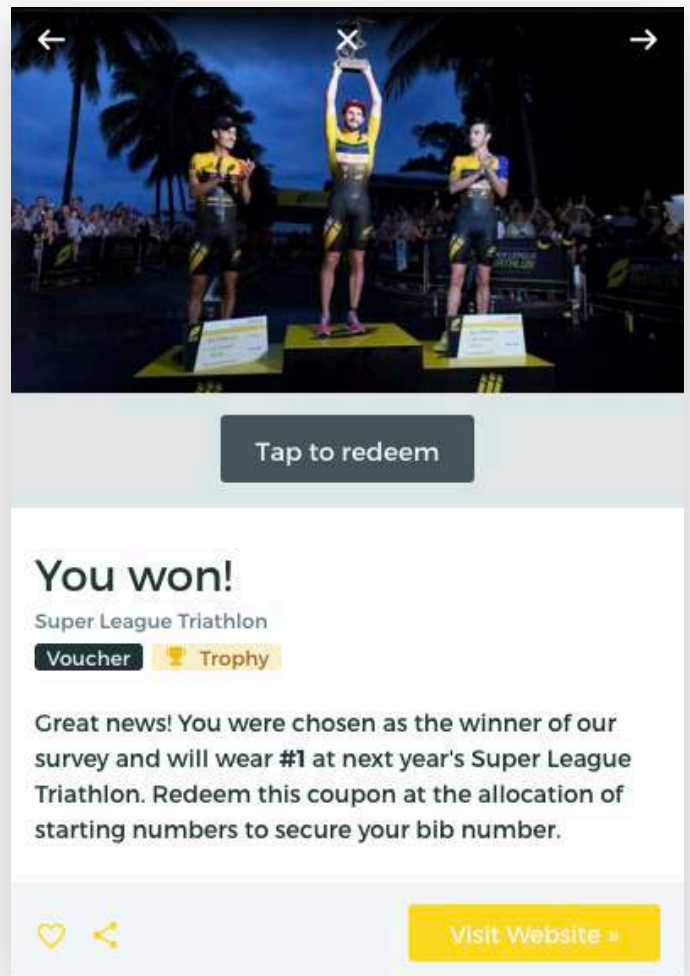 Tap to redeem
You won!
Super League Triathlon
Voucher
Trophy
Great news! You were chosen as the winner of our
survey and will wear #1 at next year's Super League
Triathlon. Redeem this coupon at the allocation of
starting numbers to secure your bib number.
Visit Website »